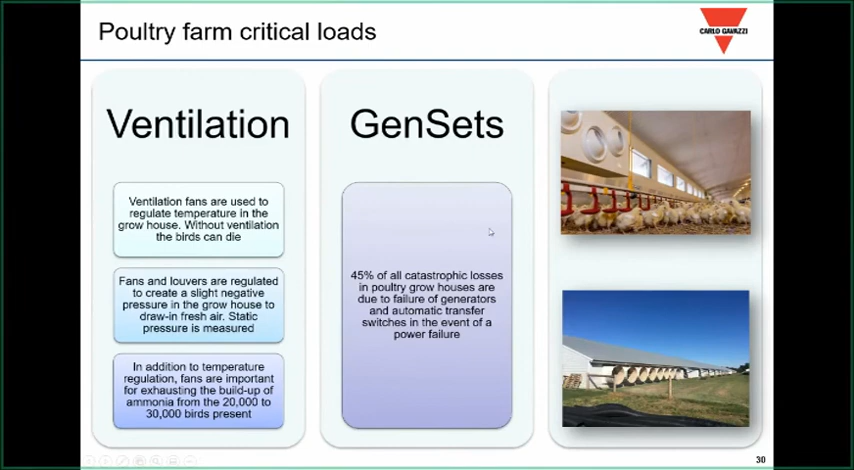 Poultry farm critical loads
CARLO GAVAZZI
Ventilation
Ventilation fans are used to
regulate temperature in the
grow house. Without ventilation
the birds can die
Fans and louvers are regulated
to create a slight negative
pressure in the grow house to
draw-in fresh air. Static
pressure is measured
In addition to temperature
regulation, fans are important
for exhausting the build-up of
ammonia from the 20,000 to
30,000 birds present
GenSets
45% of all catastrophic losses
in poultry grow houses are
due to failure of generators
and automatic transfer
switches in the event of a
power failure
30